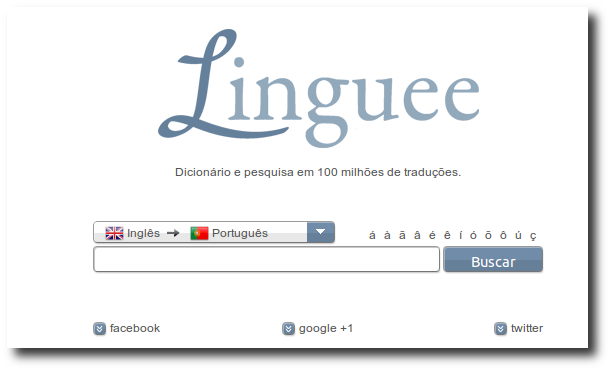 Linguee
Dicionário e pesquisa em 100 milhões de traduções.
Inglês → Português
á à ã â é ê í ó õ ô ú ç
Buscar
facebook google +1 twitter